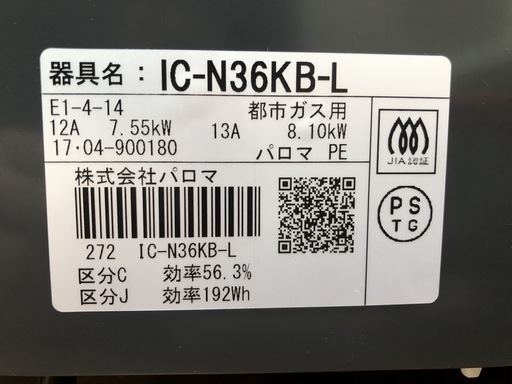 器具名：IC-N36KB-L
E1-4-14 都市ガス用
12A 7.55kW 13A 8.10kW
17･04-900180 パロマ PE
株式会社パロマ
272 IC-N36KB-L
区分C 効率56.3%
区分J 効率192Wh
JIA認証
PS
TG